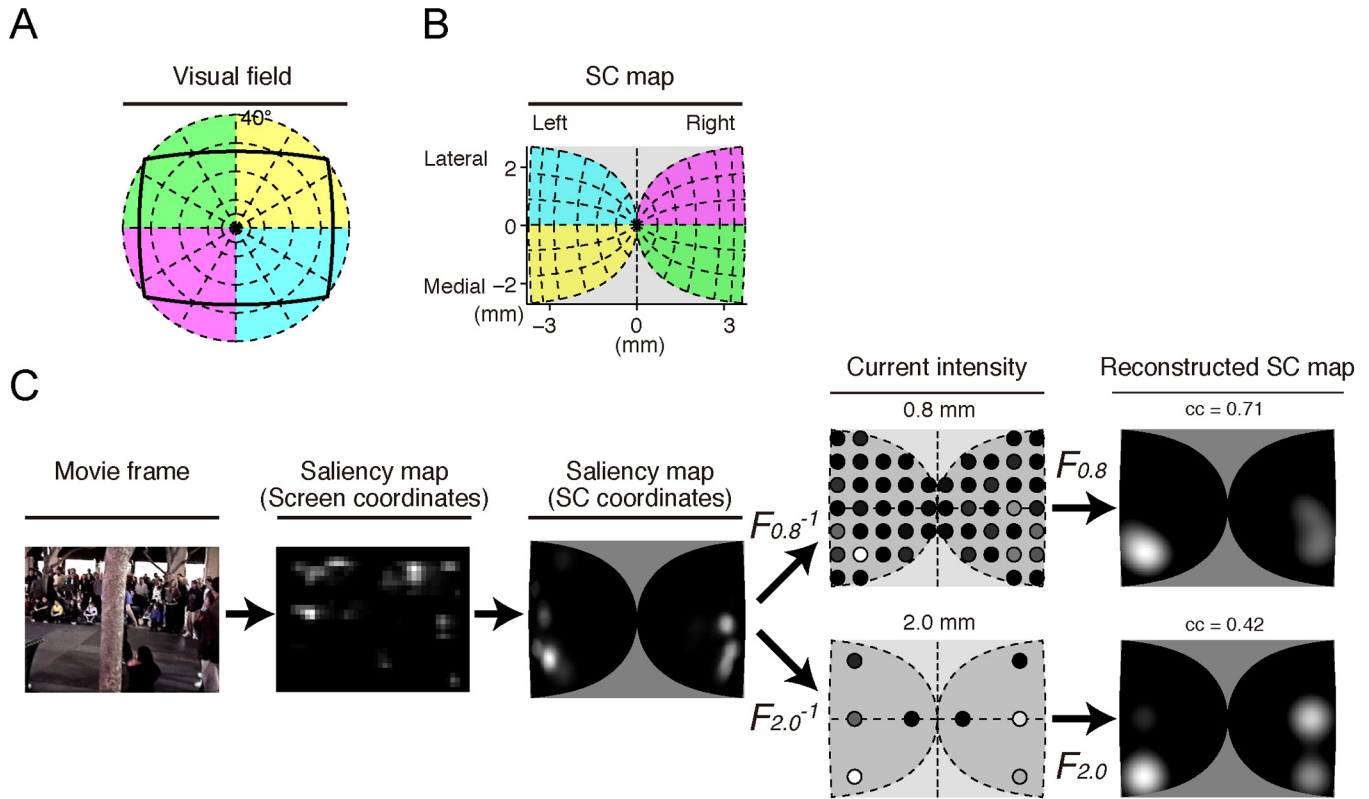 A
Visual field
40°
B
SC map
Left Right
Lateral
2
0
Medial −2
(mm)
−3 0 3
(mm)
C
Movie frame
Saliency map
(Screen coordinates)
Saliency map
(SC coordinates)
F0.8-1
F2.0-1
Current intensity
0.8 mm
2.0 mm
F0.8
F2.0
Reconstructed SC map
cc = 0.71
cc = 0.42